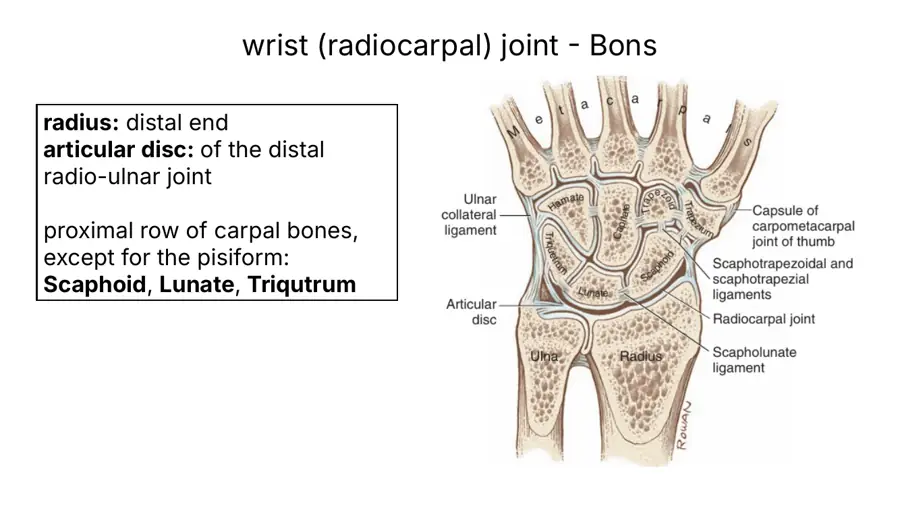 wrist (radiocarpal) joint - Bons
radius: distal end
articular disc: of the distal
radio-ulnar joint
proximal row of carpal bones,
except for the pisiform:
Scaphoid, Lunate, Triqutrum
Metacarpals
Ulnar
collateral
ligament
Hamate
Capitate
Trapezoid
Trapezium
Triquetrum
Lunate
Scaphoid
Articular
disc
Ulna
Radius
Capsule of
carpometacarpal
joint of thumb
Scaphotrapezoidal and
scaphotrapezial
ligaments
Radiocarpal joint
Scapholunate
ligament
ROWAN